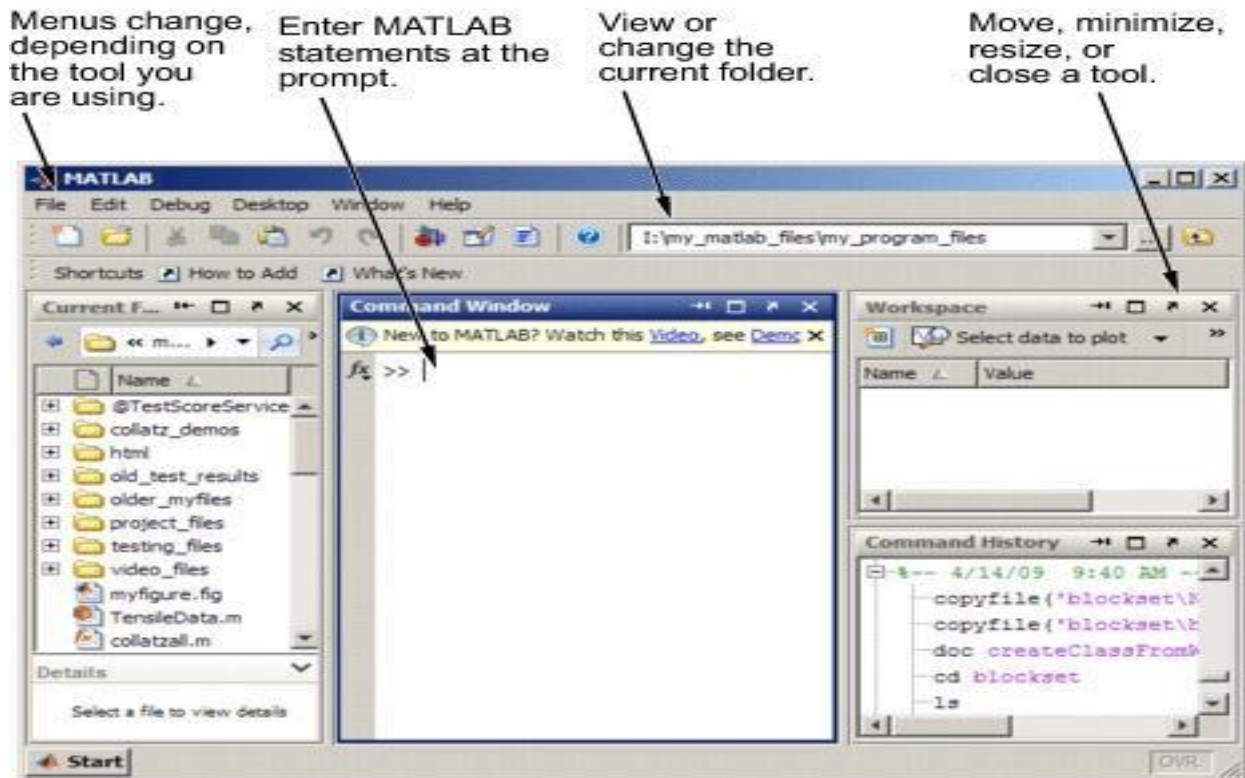 Menus change,
depending on
the tool you
are using.
Enter MATLAB
statements at the
prompt.
View or
change the
current folder.
Move, minimize,
resize, or
close a tool.
MATLAB
File Edit Debug Desktop Window Help
I:\my_matlab_files\my_program_files
Shortcuts How to Add What's New
Current F...
« m...
Name
@TestScoreService
collatz_demos
html
old_test_results
older_myfiles
project_files
testing_files
video_files
myfigure.fig
TensileData.m
collatzall.m
Details
Select a file to view details
Command Window
New to MATLAB? Watch this Video, see Demo
fx >>
Workspace
Select data to plot
Name Value
Command History
%-- 4/14/09 9:40 AM --
copyfile('blockset\
copyfile('blockset\
doc createClassFrom
cd blockset
ls
Start
OVR